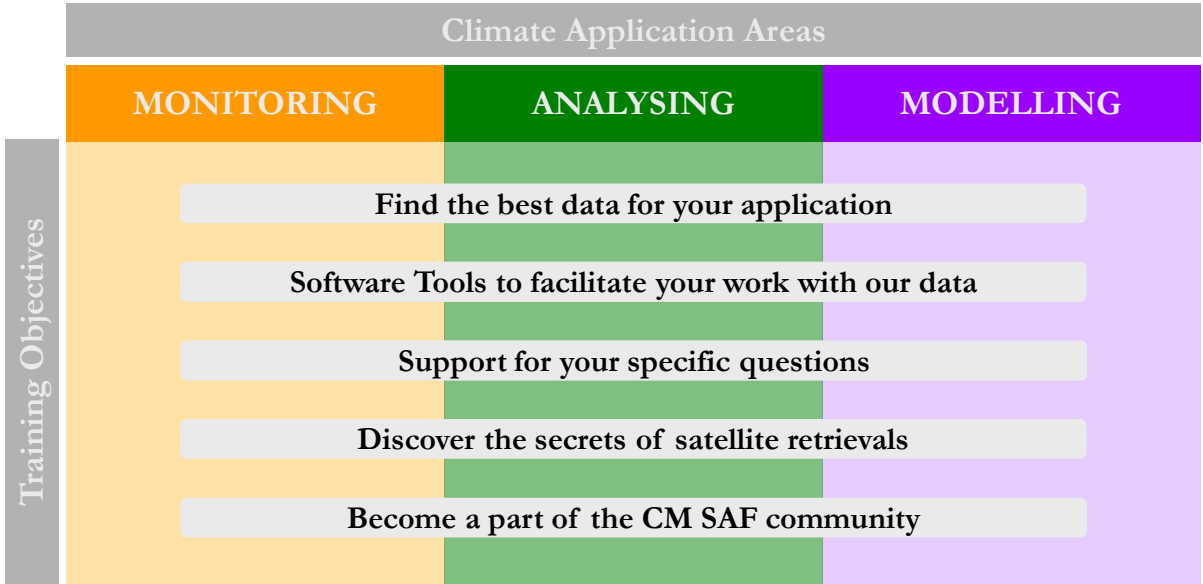 Climate Application Areas
MONITORING
ANALYSING
MODELLING
Training Objectives
Find the best data for your application
Software Tools to facilitate your work with our data
Support for your specific questions
Discover the secrets of satellite retrievals
Become a part of the CM SAF community